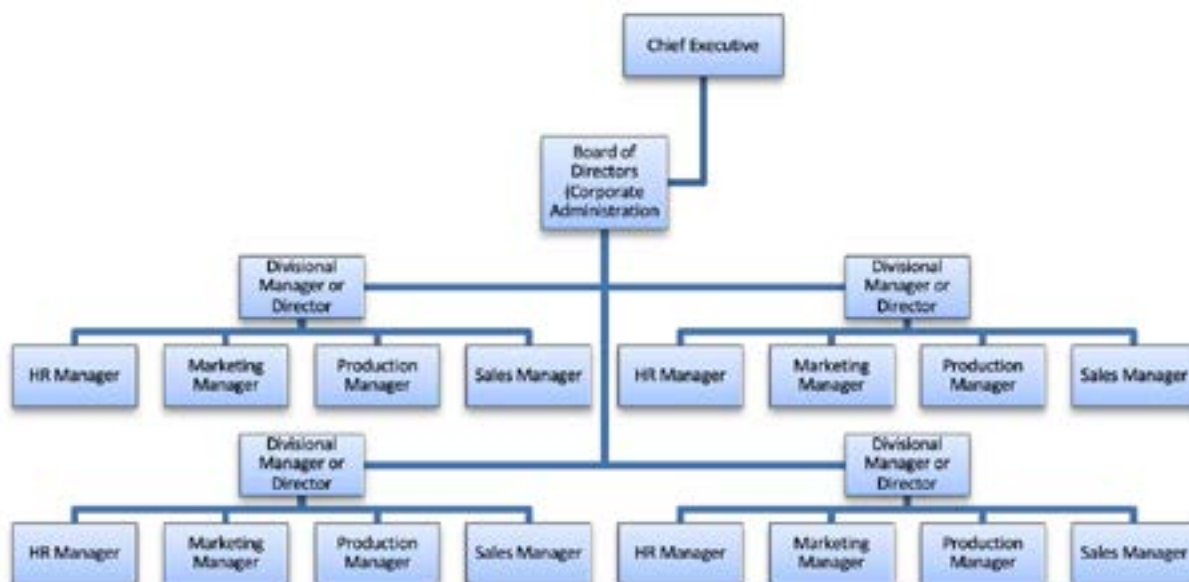 Chief Executive
Board of
Directors
(Corporate
Administration
Divisional
Manager or
Director
Divisional
Manager or
Director
HR Manager
Marketing
Manager
Production
Manager
Sales Manager
HR Manager
Marketing
Manager
Production
Manager
Sales Manager
Divisional
Manager or
Director
Divisional
Manager or
Director
HR Manager
Marketing
Manager
Production
Manager
Sales Manager
HR Manager
Marketing
Manager
Production
Manager
Sales Manager